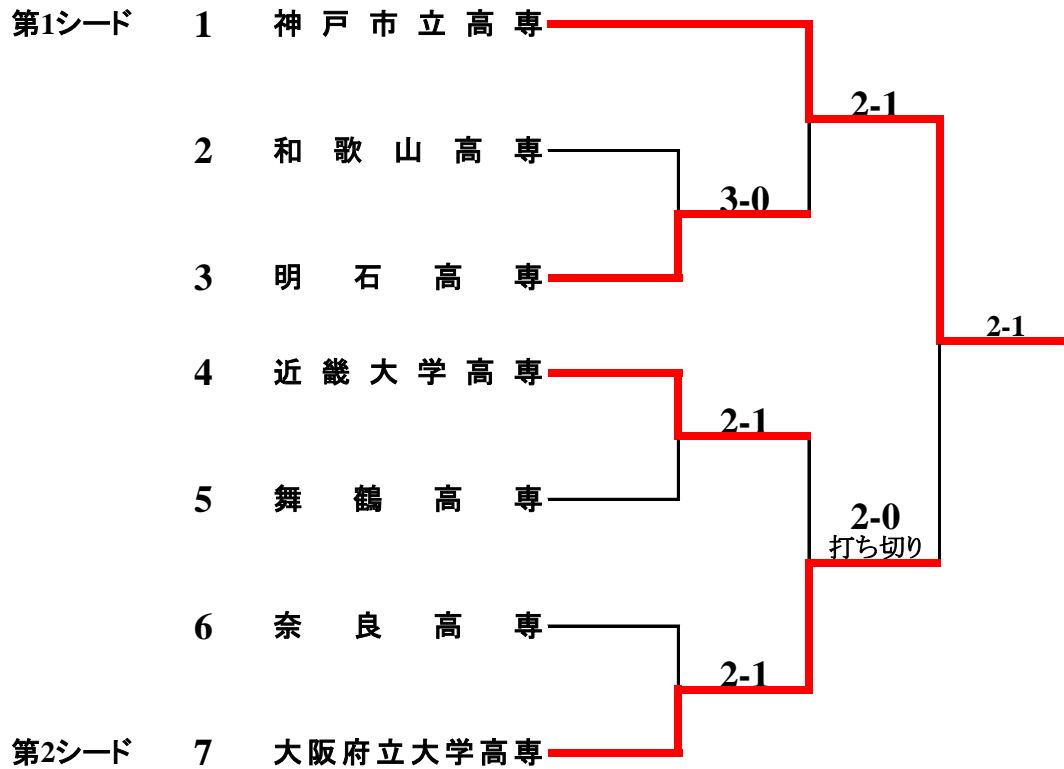 第1シード 1 神戸市立高専
2-1
2 和歌山高専
3-0
3 明石高専
2-1
4 近畿大学高専
2-1
5 舞鶴高専
2-0
打ち切り
6 奈良高専
2-1
第2シード 7 大阪府立大学高専